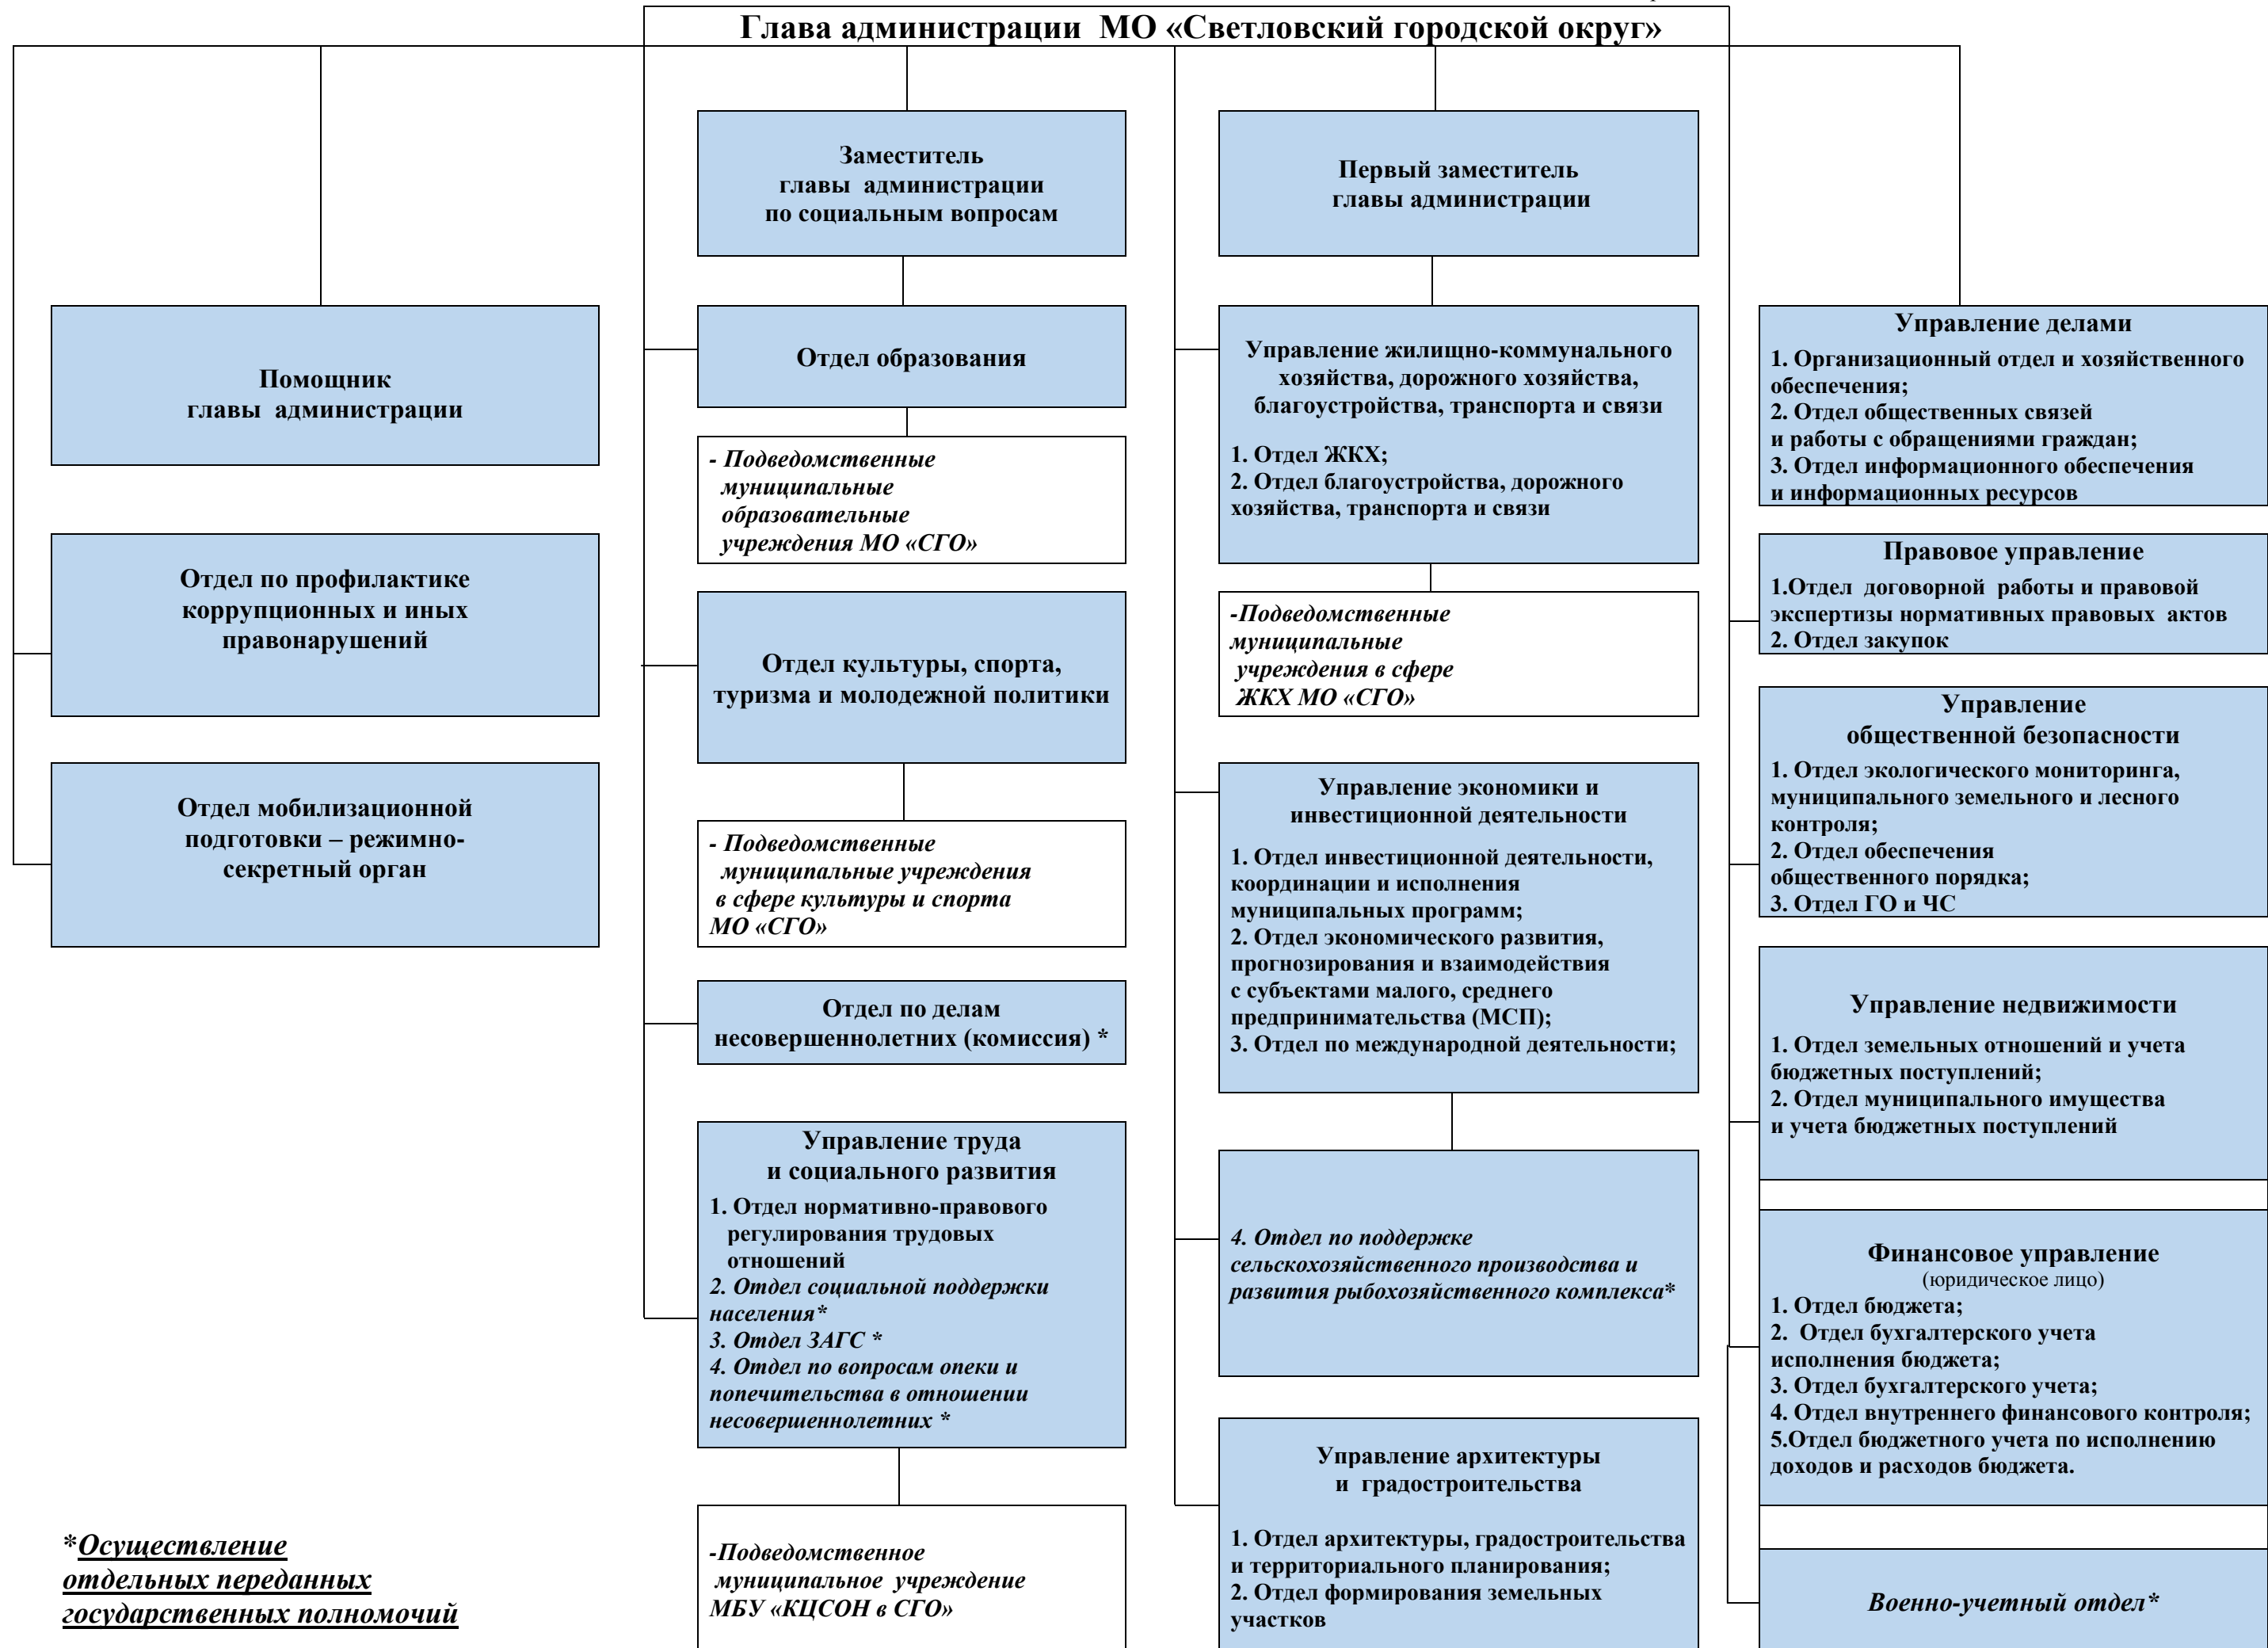 Глава администрации МО «Светловский городской округ»
Заместитель
главы администрации
по социальным вопросам
Первый заместитель
главы администрации
Помощник
главы администрации
Отдел по профилактике
коррупционных и иных
правонарушений
Отдел мобилизационной
подготовки – режимно-
секретный орган
Отдел образования
- Подведомственные
муниципальные
образовательные
учреждения МО «СГО»
Отдел культуры, спорта,
туризма и молодежной политики
- Подведомственные
муниципальные учреждения
в сфере культуры и спорта
МО «СГО»
Отдел по делам
несовершеннолетних (комиссия) *
Управление труда
и социального развития
1. Отдел нормативно-правового
регулирования трудовых
отношений
2. Отдел социальной поддержки
населения*
3. Отдел ЗАГС *
4. Отдел по вопросам опеки и
попечительства в отношении
несовершеннолетних *
-Подведомственное
муниципальное учреждение
МБУ «КЦСОН в СГО»
Управление жилищно-коммунального
хозяйства, дорожного хозяйства,
благоустройства, транспорта и связи
1. Отдел ЖКХ;
2. Отдел благоустройства, дорожного
хозяйства, транспорта и связи
-Подведомственные
муниципальные
учреждения в сфере
ЖКХ МО «СГО»
Управление экономики и
инвестиционной деятельности
1. Отдел инвестиционной деятельности,
координации и исполнения
муниципальных программ;
2. Отдел экономического развития,
прогнозирования и взаимодействия
с субъектами малого, среднего
предпринимательства (МСП);
3. Отдел по международной деятельности;
4. Отдел по поддержке
сельскохозяйственного производства и
развития рыбохозяйственного комплекса*
Управление архитектуры
и градостроительства
1. Отдел архитектуры, градостроительства
и территориального планирования;
2. Отдел формирования земельных
участков
Управление делами
1. Организационный отдел и хозяйственного
обеспечения;
2. Отдел общественных связей
и работы с обращениями граждан;
3. Отдел информационного обеспечения
и информационных ресурсов
Правовое управление
1.Отдел договорной работы и правовой
экспертизы нормативных правовых актов
2. Отдел закупок
Управление
общественной безопасности
1. Отдел экологического мониторинга,
муниципального земельного и лесного
контроля;
2. Отдел обеспечения
общественного порядка;
3. Отдел ГО и ЧС
Управление недвижимости
1. Отдел земельных отношений и учета
бюджетных поступлений;
2. Отдел муниципального имущества
и учета бюджетных поступлений
Финансовое управление
(юридическое лицо)
1. Отдел бюджета;
2. Отдел бухгалтерского учета
исполнения бюджета;
3. Отдел бухгалтерского учета;
4. Отдел внутреннего финансового контроля;
5.Отдел бюджетного учета по исполнению
доходов и расходов бюджета.
Военно-учетный отдел*
*Осуществление
отдельных переданных
государственных полномочий